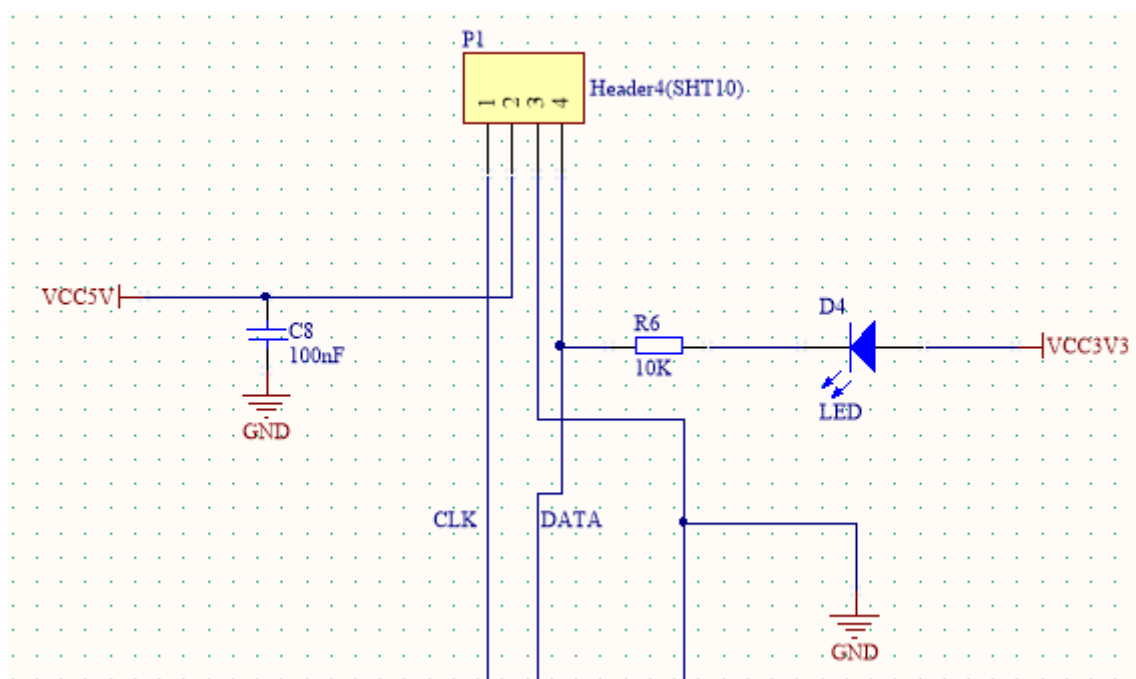 P1
1 2 3 4
Header4(SHT10)
VCC5V
C8
100nF
GND
R6
10K
D4
LED
VCC3V3
CLK
DATA
GND